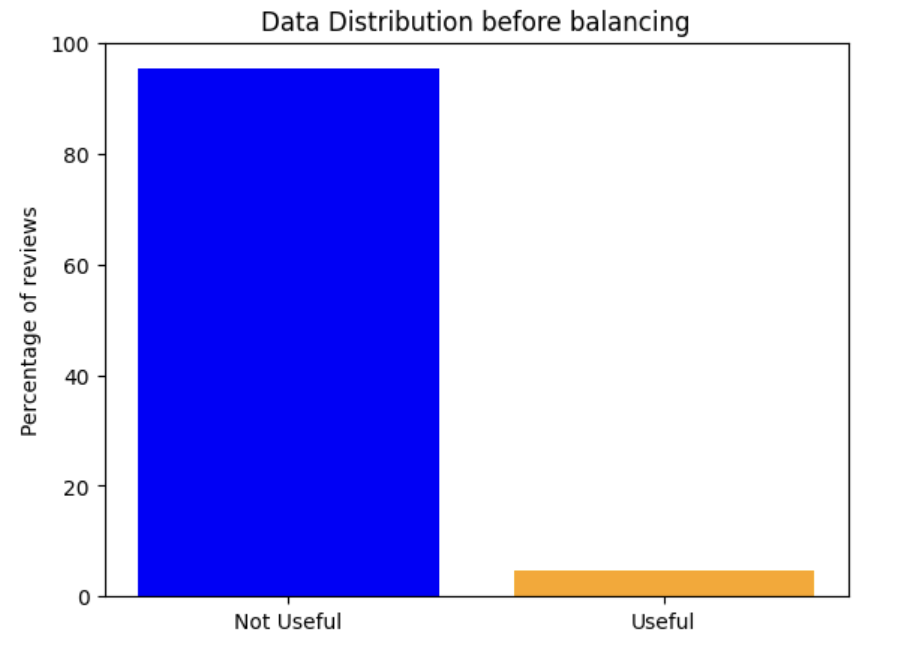 Data Distribution before balancing
100
80
60
40
20
0
Percentage of reviews
Not Useful
Useful